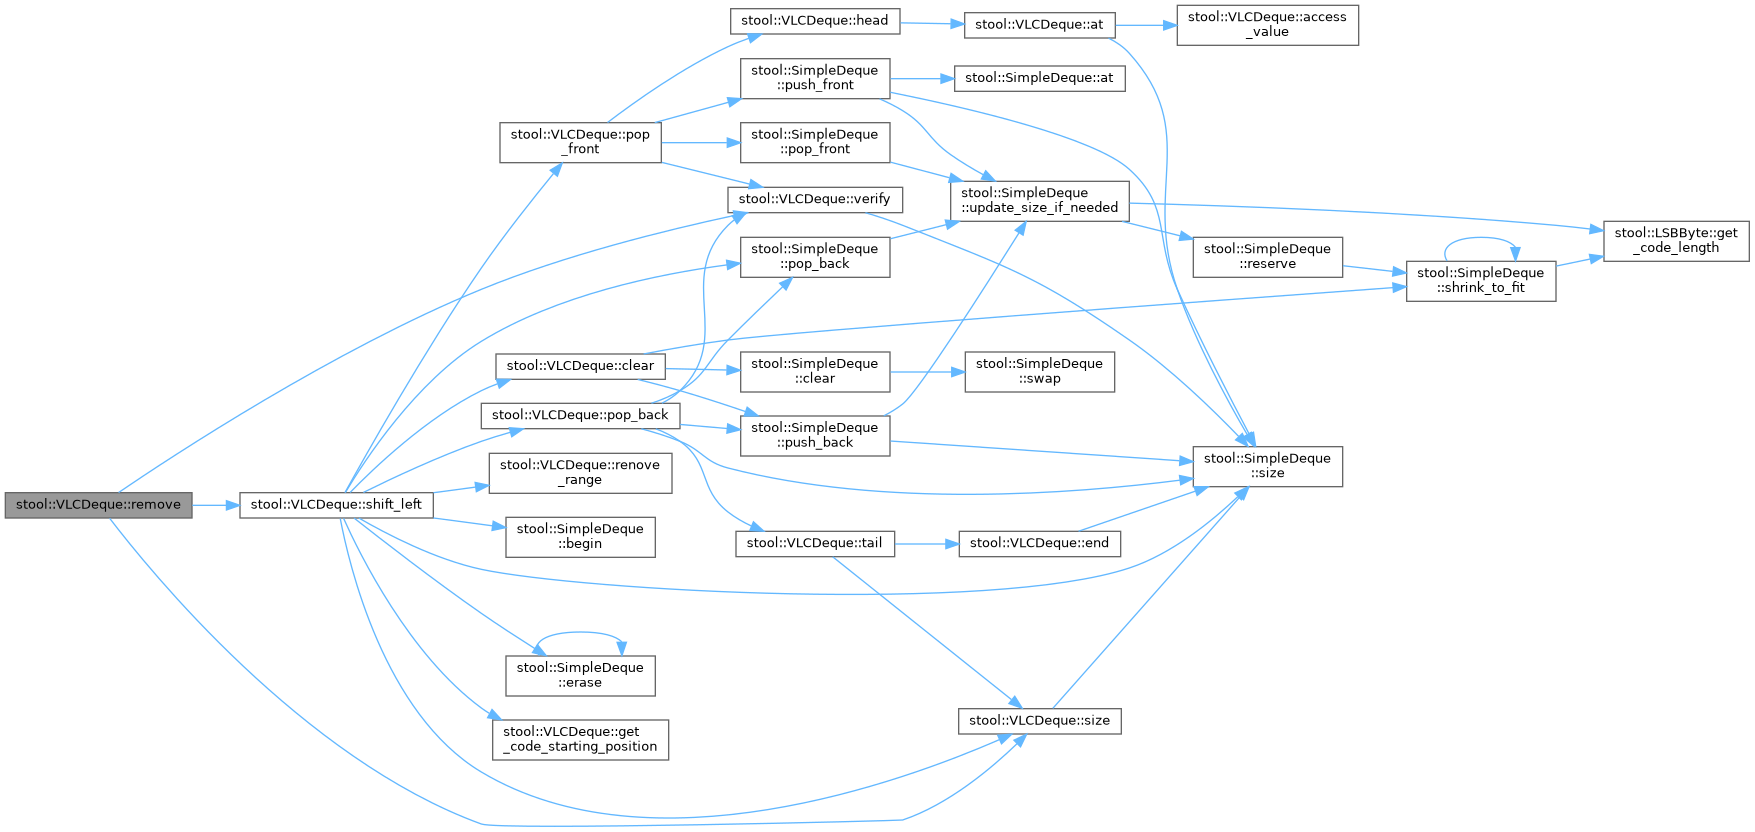 stool::VLCDeque::remove
stool::VLCDeque::shift_left
stool::VLCDeque::pop
_front
stool::VLCDeque::clear
stool::VLCDeque::pop_back
stool::VLCDeque::renove
_range
stool::SimpleDeque
::begin
stool::SimpleDeque
::erase
stool::VLCDeque::get
_code_starting_position
stool::VLCDeque::head
stool::SimpleDeque
::push_front
stool::SimpleDeque
::pop_front
stool::VLCDeque::verify
stool::SimpleDeque
::pop_back
stool::SimpleDeque
::clear
stool::SimpleDeque
::push_back
stool::VLCDeque::tail
stool::VLCDeque::at
stool::SimpleDeque::at
stool::SimpleDeque
::update_size_if_needed
stool::SimpleDeque
::swap
stool::VLCDeque::end
stool::VLCDeque::size
stool::VLCDeque::access
_value
stool::SimpleDeque
::reserve
stool::SimpleDeque
::size
stool::SimpleDeque
::shrink_to_fit
stool::LSBByte::get
_code_length